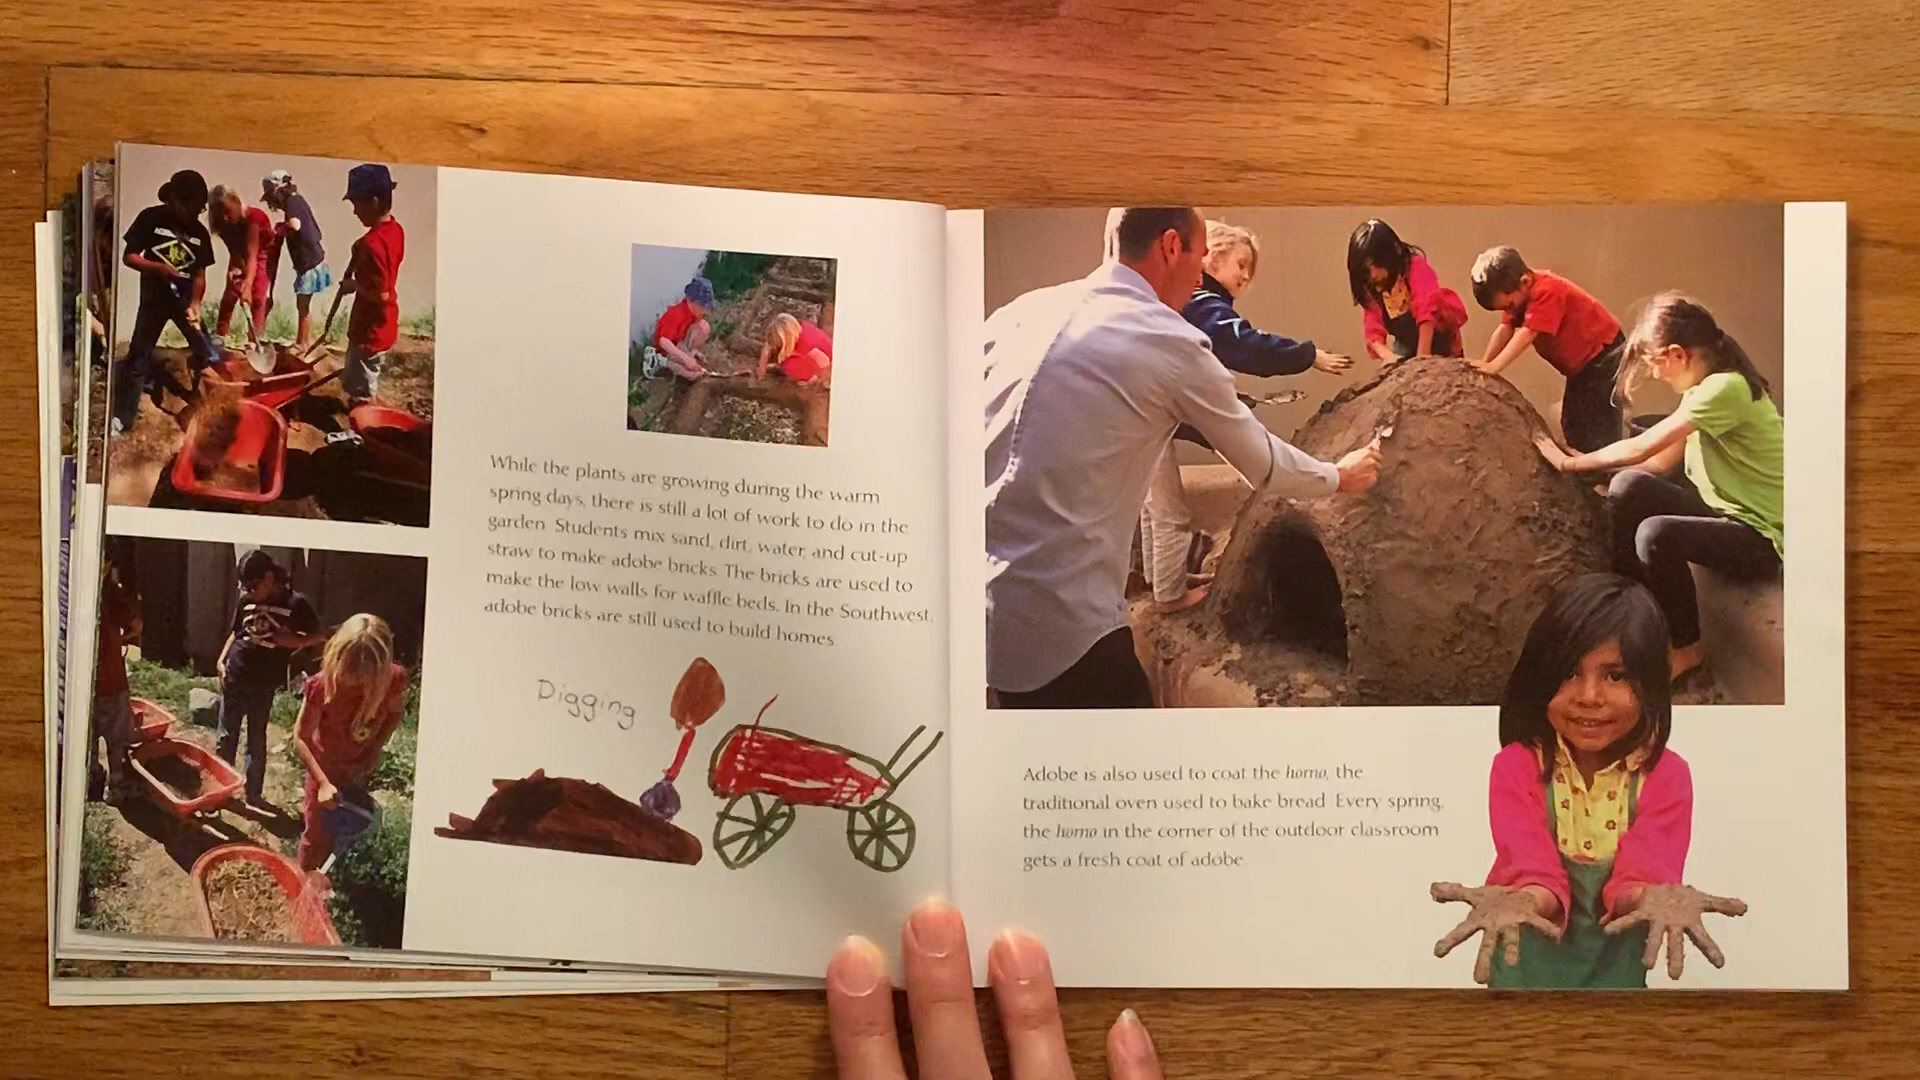 While the plants are growing during the warm
spring days, there is still a lot of work to do in the
garden. Students mix sand, dirt, water, and cut-up
straw to make adobe bricks. The bricks are used to
make the low walls for waffle beds. In the Southwest,
adobe bricks are still used to build homes.
Digging
Adobe is also used to coat the horno, the
traditional oven used to bake bread. Every spring,
the horno in the corner of the outdoor classroom
gets a fresh coat of adobe.